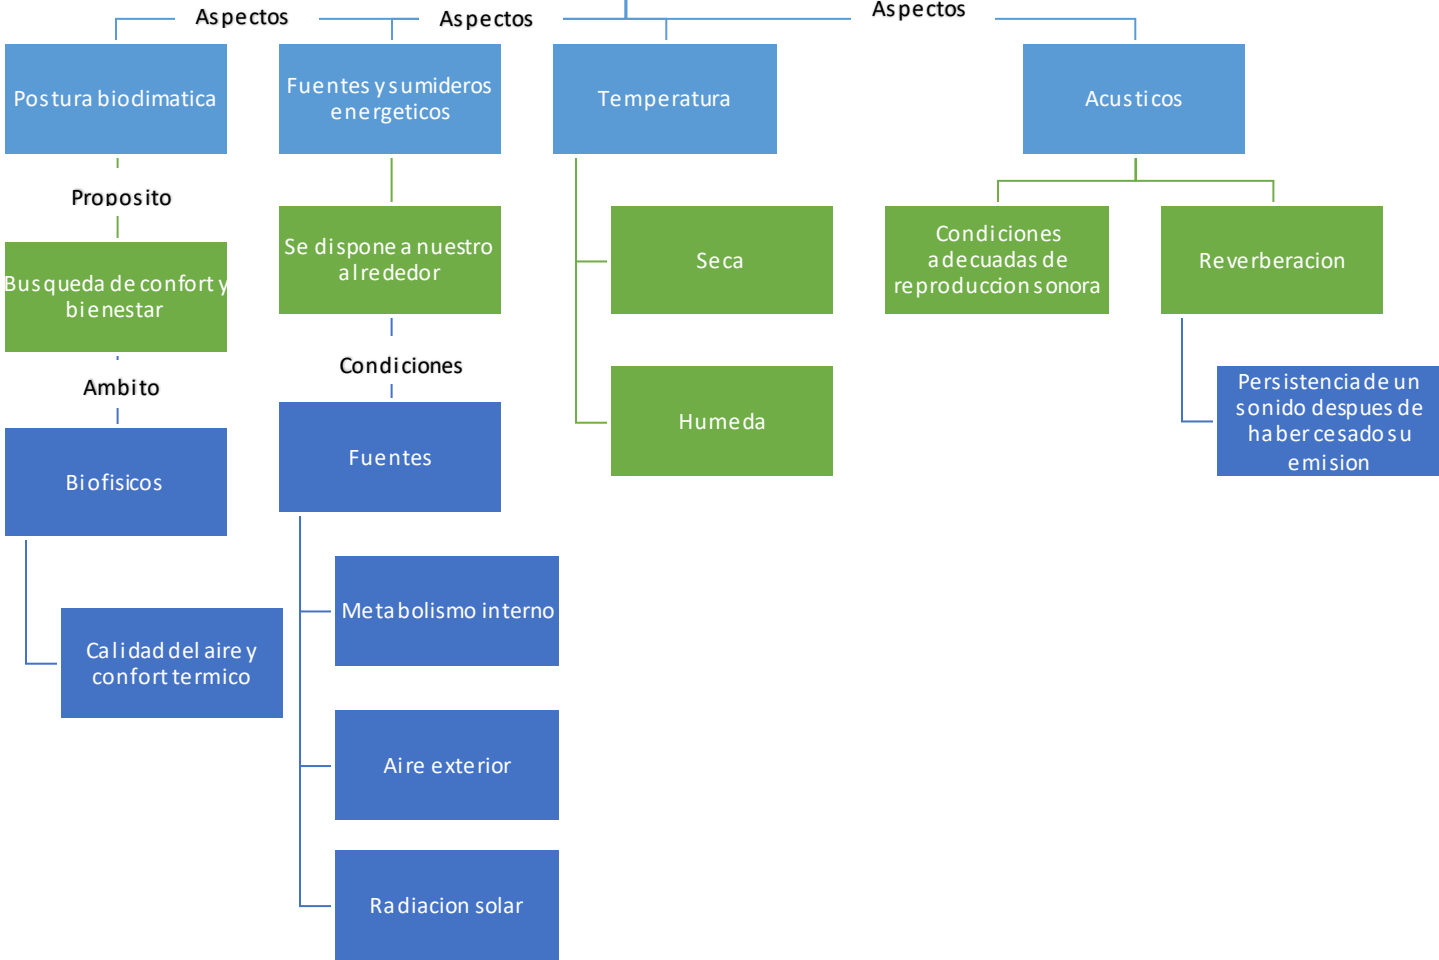 Aspectos
Aspectos
Aspectos
Postura biodimatica
Fuentes y sumideros
energeticos
Temperatura
Acusticos
Proposito
Busqueda de confort y
bienestar
Ambito
Biofisicos
Calidad del aire y
confort termico
Se dispone a nuestro
alrededor
Condiciones
Fuentes
Metabolismo interno
Aire exterior
Radiacion solar
Seca
Humeda
Condiciones
adecuadas de
reproduccion sonora
Reverberacion
Persistencia de un
sonido despues de
haber cesado su
emision